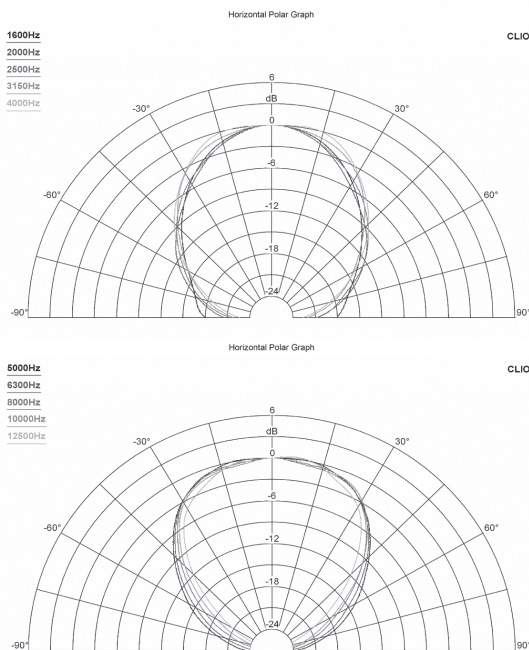 Horizontal Polar Graph
1600Hz
2000Hz
2500Hz
3150Hz
4000Hz
CLIO
6
dB
0
-6
-12
-18
-24
-30°
30°
-60°
60°
-90°
90°
Horizontal Polar Graph
5000Hz
6300Hz
8000Hz
10000Hz
12500Hz
CLIO
6
dB
0
-6
-12
-18
-24
-30°
30°
-60°
60°
-90°
90°